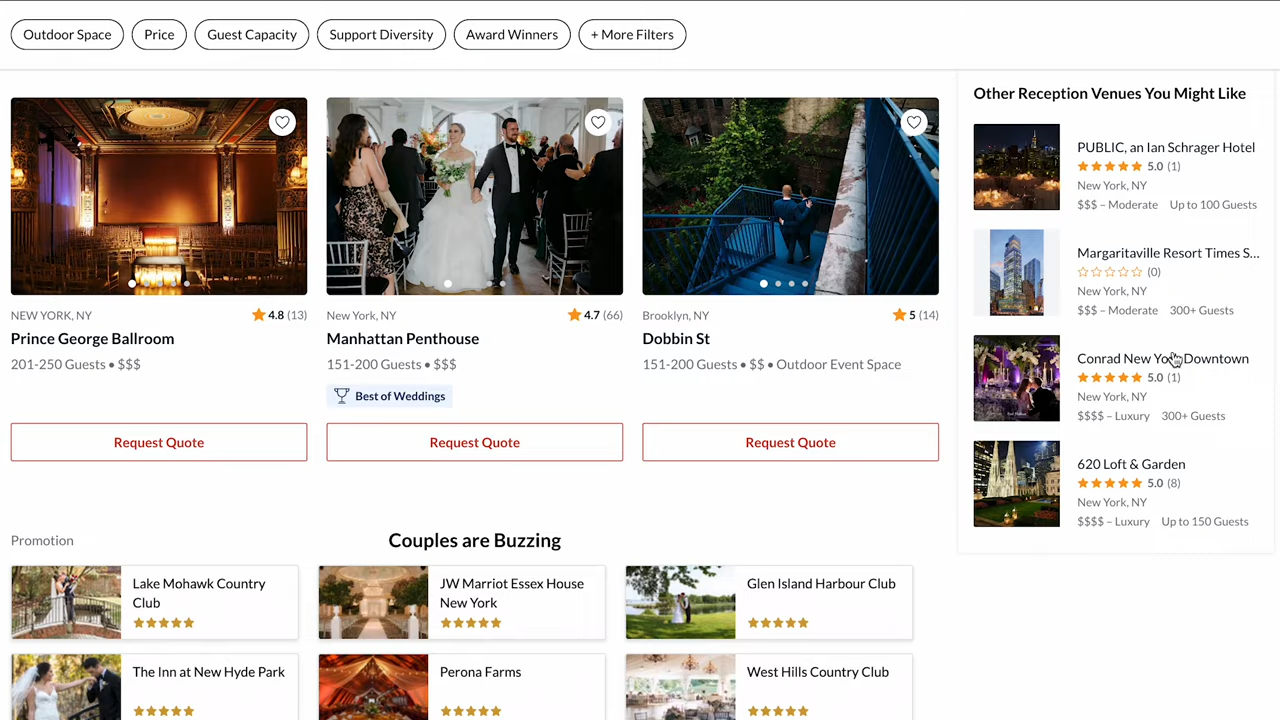 Outdoor Space
Price
Guest Capacity
Support Diversity
Award Winners
+ More Filters
NEW YORK, NY
4.8 (13)
Prince George Ballroom
201-250 Guests • $$$
Request Quote
New York, NY
4.7 (66)
Manhattan Penthouse
151-200 Guests • $$$
Best of Weddings
Request Quote
Brooklyn, NY
5 (14)
Dobbin St
151-200 Guests • $$ • Outdoor Event Space
Request Quote
Other Reception Venues You Might Like
PUBLIC, an Ian Schrager Hotel
5.0 (1)
New York, NY
$$$ – Moderate Up to 100 Guests
Margaritaville Resort Times S...
(0)
New York, NY
$$$ – Moderate 300+ Guests
Conrad New Downtown
5.0 (1)
New York, NY
$$$$ – Luxury 300+ Guests
620 Loft & Garden
5.0 (8)
New York, NY
$$$$ – Luxury Up to 150 Guests
Promotion
Couples are Buzzing
Lake Mohawk Country
Club
JW Marriot Essex House
New York
Glen Island Harbour Club
The Inn at New Hyde Park
Perona Farms
West Hills Country Club